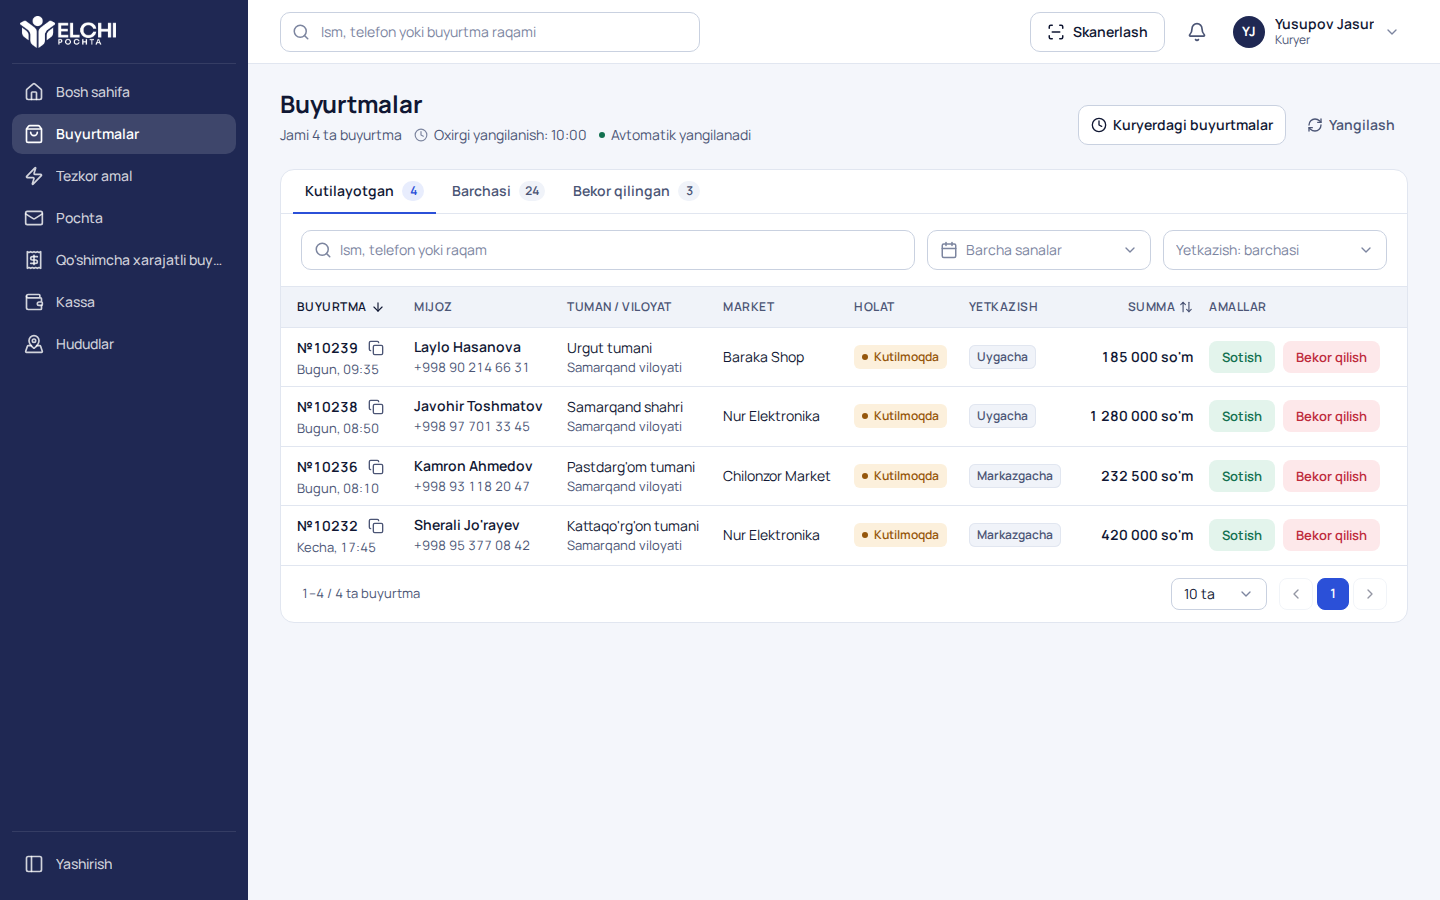 ELCHI
POCHTA
Ism, telefon yoki buyurtma raqami
Skanerlash
YJ
Yusupov Jasur
Kuryer
Bosh sahifa
Buyurtmalar
Tezkor amal
Pochta
Qo'shimcha xarajatli buy...
Kassa
Hududlar
Yashirish
Buyurtmalar
Jami 4 ta buyurtma Oxirgi yangilanish: 10:00 Avtomatik yangilanadi
Kuryerdagi buyurtmalar
Yangilash
Kutilayotgan 4 Barchasi 24 Bekor qilingan 3
Ism, telefon yoki raqam
Barcha sanalar
Yetkazish: barchasi
BUYURTMA MIJOZ TUMAN / VILOYAT MARKET HOLAT YETKAZISH SUMMA AMALLAR
№10239 Laylo Hasanova Urgut tumani Baraka Shop Kutilmoqda Uygacha 185 000 so'm Sotish Bekor qilish
Bugun, 09:35 +998 90 214 66 31 Samarqand viloyati
№10238 Javohir Toshmatov Samarqand shahri Nur Elektronika Kutilmoqda Uygacha 1 280 000 so'm Sotish Bekor qilish
Bugun, 08:50 +998 97 701 33 45 Samarqand viloyati
№10236 Kamron Ahmedov Pastdarg'om tumani Chilonzor Market Kutilmoqda Markazgacha 232 500 so'm Sotish Bekor qilish
Bugun, 08:10 +998 93 118 20 47 Samarqand viloyati
№10232 Sherali Jo'rayev Kattaqo'rg'on tumani Nur Elektronika Kutilmoqda Markazgacha 420 000 so'm Sotish Bekor qilish
Kecha, 17:45 +998 95 377 08 42 Samarqand viloyati
1–4 / 4 ta buyurtma
10 ta
1